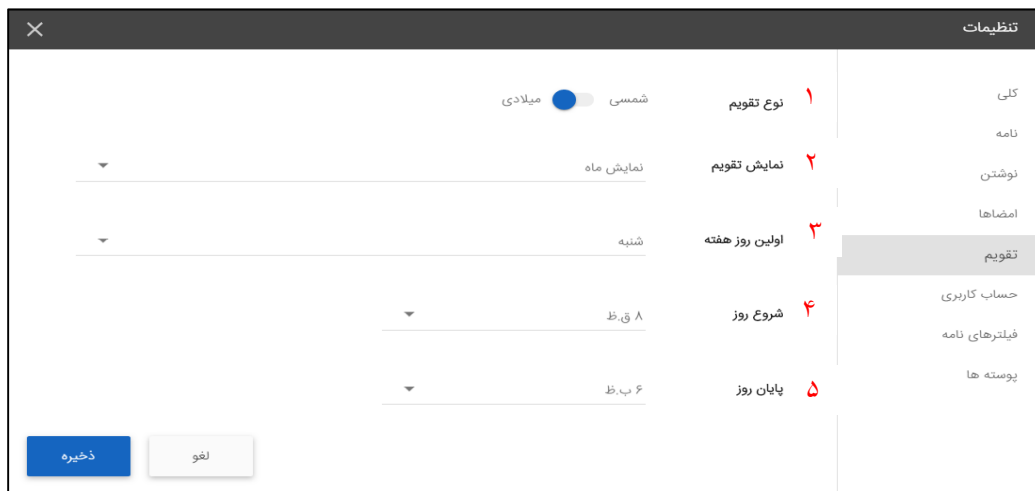 تنظیمات
کلی
نامه
نوشتن
امضاها
تقویم
حساب کاربری
فیلترهای نامه
پوسته ها
۱ نوع تقویم شمسی میلادی
۲ نمایش تقویم نمایش ماه
۳ اولین روز هفته شنبه
۴ شروع روز ۸ ق.ظ
۵ پایان روز ۶ ب.ظ
لغو ذخیره